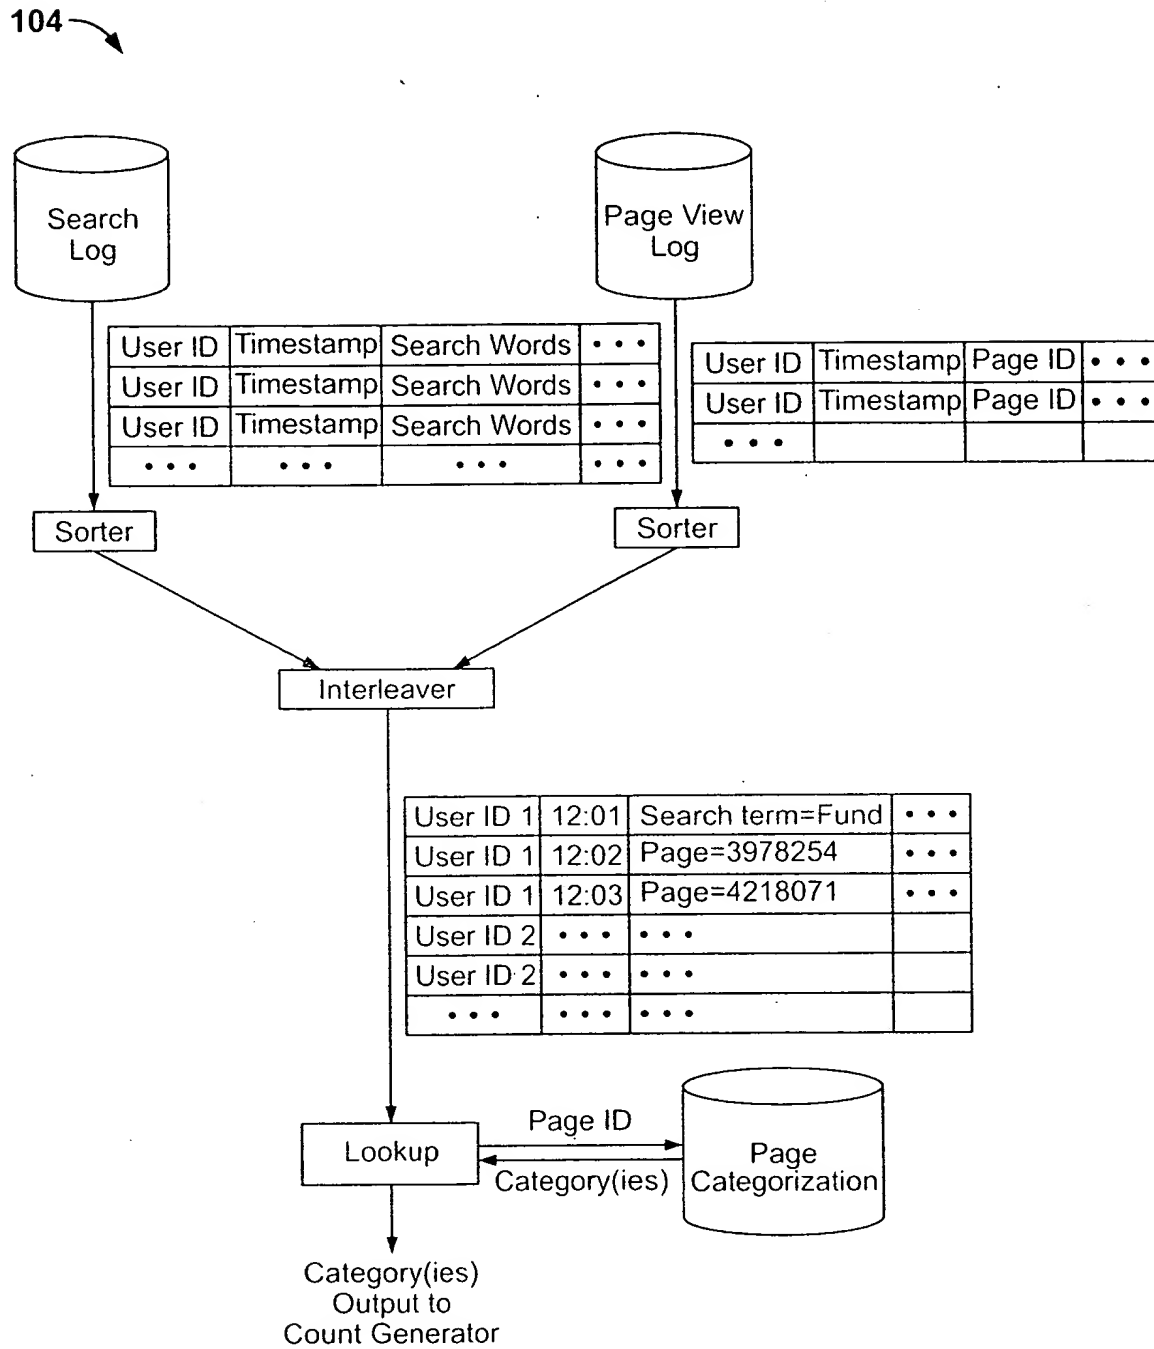 104
Search
Log
Page View
Log
User ID Timestamp Search Words • • •
User ID Timestamp Search Words • • •
User ID Timestamp Search Words • • •
• • • • • • • • • • • •
User ID Timestamp Page ID • • •
User ID Timestamp Page ID • • •
• • •
Sorter
Sorter
Interleaver
User ID 1 12:01 Search term=Fund • • •
User ID 1 12:02 Page=3978254 • • •
User ID 1 12:03 Page=4218071 • • •
User ID 2 • • • • • •
User ID 2 • • • • • •
• • • • • • • • •
Lookup
Page ID
Category(ies)
Page
Categorization
Category(ies)
Output to
Count Generator